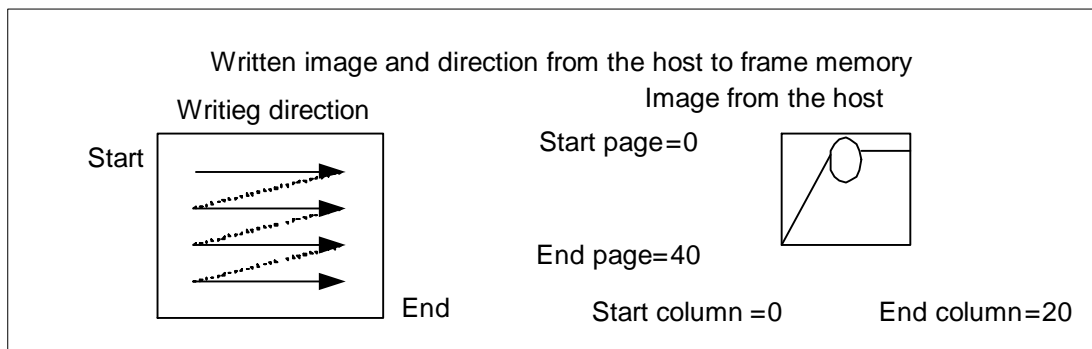 Written image and direction from the host to frame memory
Image from the host
Writieg direction
Start page=0
Start
End page=40
End
Start column =0 End column=20